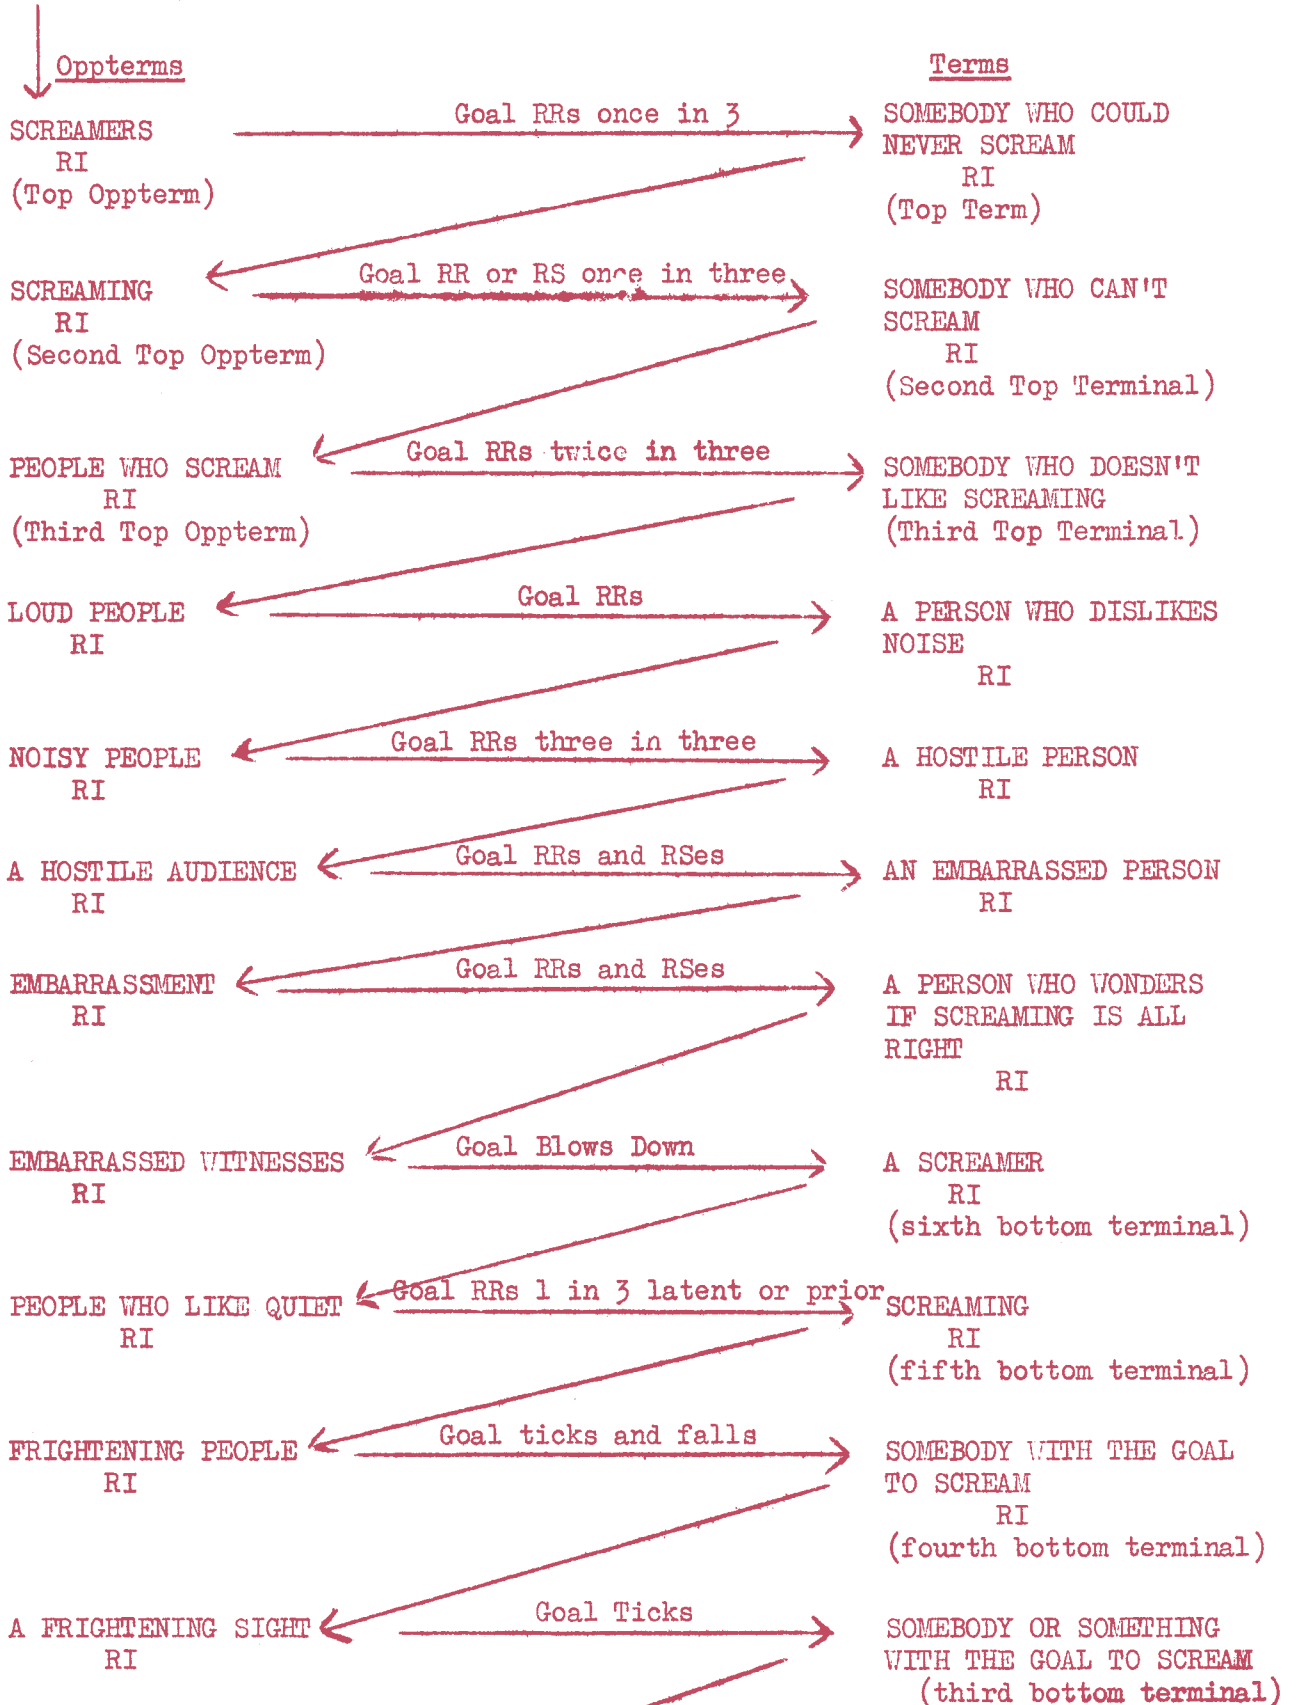 Oppterms
Terms
SCREAMERS
RI
(Top Oppterm)
Goal RRs once in 3
SOMEBODY WHO COULD
NEVER SCREAM
RI
(Top Term)
SCREAMING
RI
(Second Top Oppterm)
Goal RR or RS once in three
SOMEBODY WHO CAN'T
SCREAM
RI
(Second Top Terminal)
PEOPLE WHO SCREAM
RI
(Third Top Oppterm)
Goal RRs twice in three
SOMEBODY WHO DOESN'T
LIKE SCREAMING
(Third Top Terminal)
LOUD PEOPLE
RI
Goal RRs
A PERSON WHO DISLIKES
NOISE
RI
NOISY PEOPLE
RI
Goal RRs three in three
A HOSTILE PERSON
RI
A HOSTILE AUDIENCE
RI
Goal RRs and RSes
AN EMBARRASSED PERSON
RI
EMBARRASSMENT
RI
Goal RRs and RSes
A PERSON WHO WONDERS
IF SCREAMING IS ALL
RIGHT
RI
EMBARRASSED WITNESSES
RI
Goal Blows Down
A SCREAMER
RI
(sixth bottom terminal)
PEOPLE WHO LIKE QUIET
RI
Goal RRs 1 in 3 latent or prior
SCREAMING
RI
(fifth bottom terminal)
FRIGHTENING PEOPLE
RI
Goal ticks and falls
SOMEBODY WITH THE GOAL
TO SCREAM
RI
(fourth bottom terminal)
A FRIGHTENING SIGHT
RI
Goal Ticks
SOMEBODY OR SOMETHING
WITH THE GOAL TO SCREAM
(third bottom terminal)